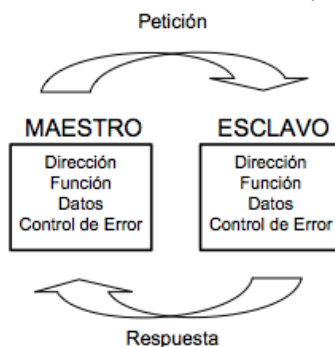 Petición
MAESTRO
Dirección
Función
Datos
Control de Error
ESCLAVO
Dirección
Función
Datos
Control de Error
Respuesta